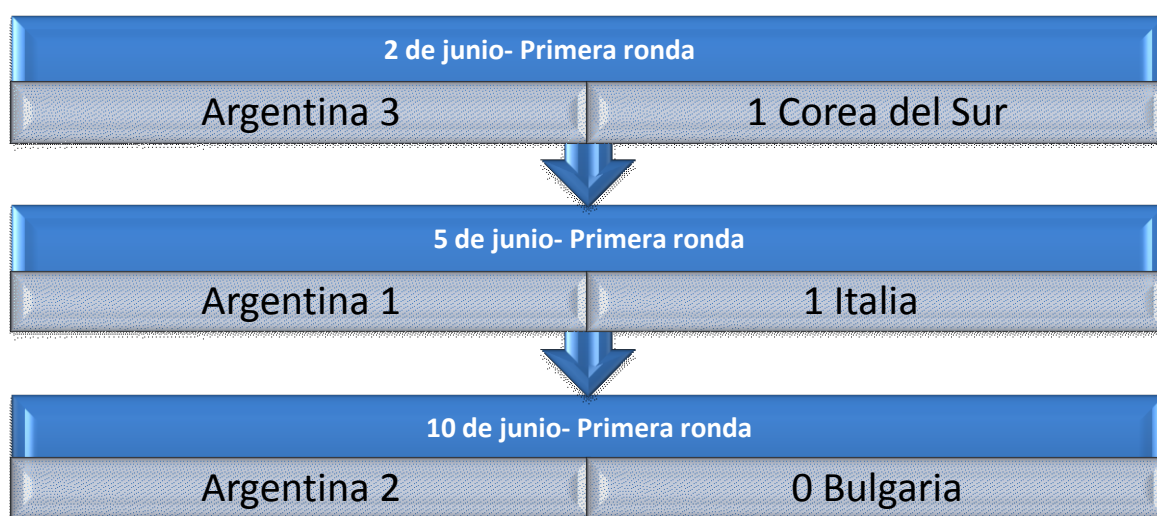 2 de junio- Primera ronda
Argentina 3 1 Corea del Sur
5 de junio- Primera ronda
Argentina 1 1 Italia
10 de junio- Primera ronda
Argentina 2 0 Bulgaria